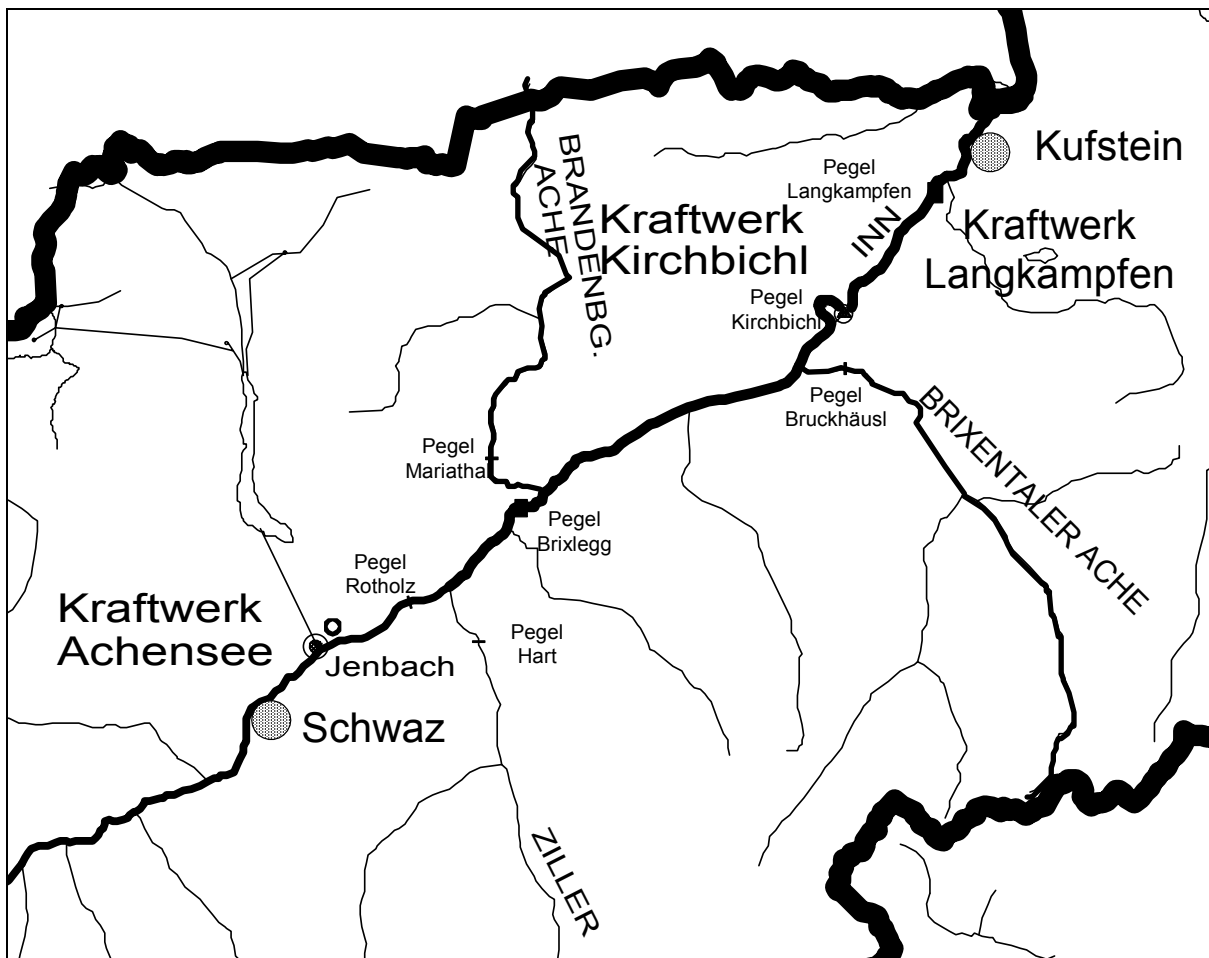 Kufstein
BRANDENBG.
ACHE
Pegel
Langkampfen
Kraftwerk
Kirchbichl
INN
Kraftwerk
Langkampfen
Pegel
Kirchbichl
Pegel
Bruckhäusl
BRIXENTALER ACHE
Pegel
Mariathal
Pegel
Brixlegg
Pegel
Rotholz
Kraftwerk
Achensee
Pegel
Hart
Jenbach
Schwaz
ZILLER